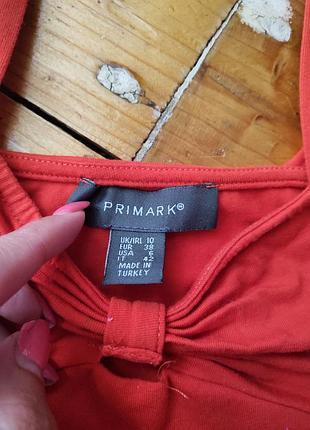 PRIMARK®
UK/IRL 10
EUR 38
USA 6
IT 42
MADE IN
TURKEY